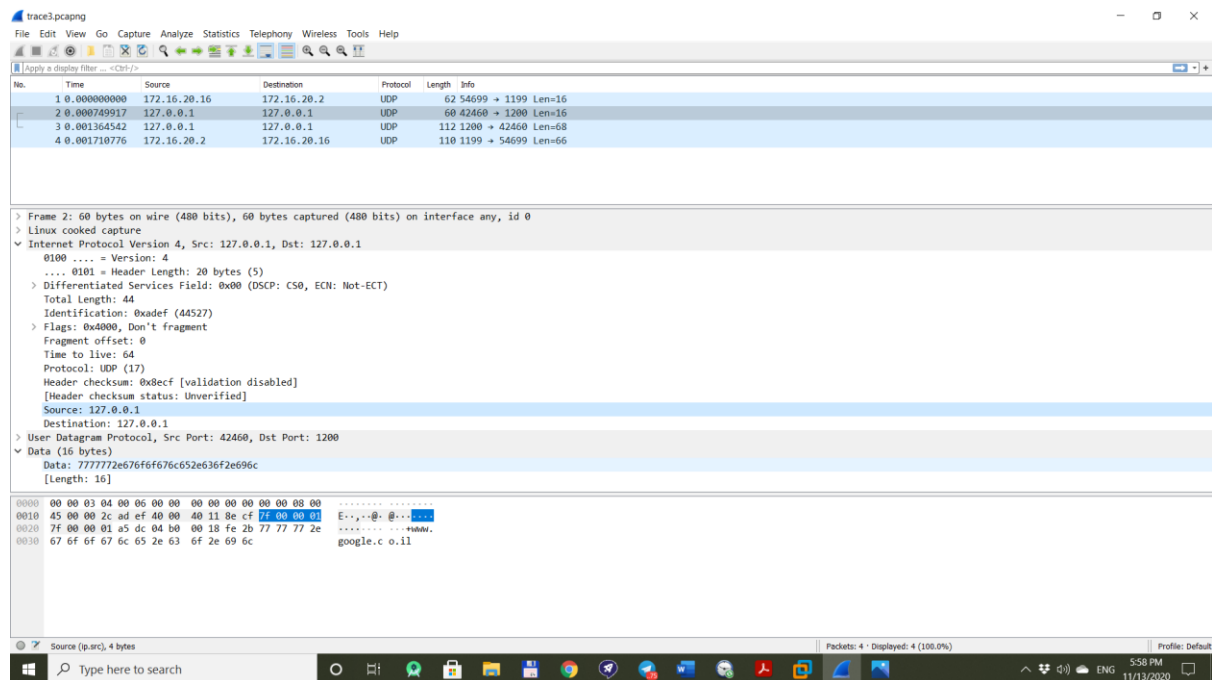 trace3.pcapng
File Edit View Go Capture Analyze Statistics Telephony Wireless Tools Help
Apply a display filter ... <Ctrl-/>
No. Time Source Destination Protocol Length Info
1 0.000000000 172.16.20.16 172.16.20.2 UDP 62 54699 → 1199 Len=16
2 0.000749917 127.0.0.1 127.0.0.1 UDP 60 42460 → 1200 Len=16
3 0.001364542 127.0.0.1 127.0.0.1 UDP 112 1200 → 42460 Len=68
4 0.001710776 172.16.20.2 172.16.20.16 UDP 110 1199 → 54699 Len=66
> Frame 2: 60 bytes on wire (480 bits), 60 bytes captured (480 bits) on interface any, id 0
> Linux cooked capture
Internet Protocol Version 4, Src: 127.0.0.1, Dst: 127.0.0.1
0100 .... = Version: 4
.... 0101 = Header Length: 20 bytes (5)
> Differentiated Services Field: 0x00 (DSCP: CS0, ECN: Not-ECT)
Total Length: 44
Identification: 0xadef (44527)
> Flags: 0x4000, Don't fragment
Fragment offset: 0
Time to live: 64
Protocol: UDP (17)
Header checksum: 0x8ecf [validation disabled]
[Header checksum status: Unverified]
Source: 127.0.0.1
Destination: 127.0.0.1
> User Datagram Protocol, Src Port: 42460, Dst Port: 1200
Data (16 bytes)
Data: 7777772e676f6f676c652e636f2e696c
[Length: 16]
0000 00 00 03 04 00 06 00 00 00 00 00 00 00 00 08 00 ········ ········
0010 45 00 00 2c ad ef 40 00 40 11 8e cf 7f 00 00 01 E··,··@· @·······
0020 7f 00 00 01 a5 dc 04 b0 00 18 fe 2b 77 77 77 2e ········ ···+www.
0030 67 6f 6f 67 6c 65 2e 63 6f 2e 69 6c google.c o.il
Source (ip.src), 4 bytes Packets: 4 · Displayed: 4 (100.0%) Profile: Default
Type here to search ENG 5:58 PM
11/13/2020